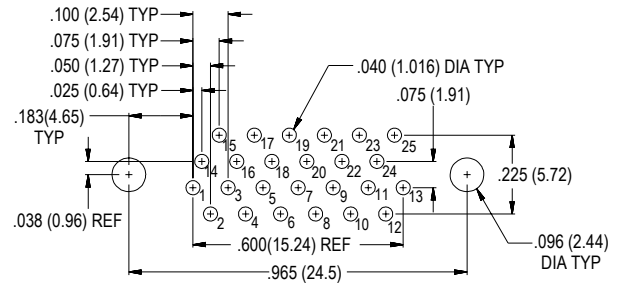 .100 (2.54) TYP
.075 (1.91) TYP
.050 (1.27) TYP
.025 (0.64) TYP
.040 (1.016) DIA TYP
.075 (1.91)
.183(4.65)
TYP
15 17 19 21 23 25
14 16 18 20 22 24
.225 (5.72)
1 3 5 7 9 11 13
2 4 6 8 10 12
.038 (0.96) REF
.600(15.24) REF
.096 (2.44)
DIA TYP
.965 (24.5)